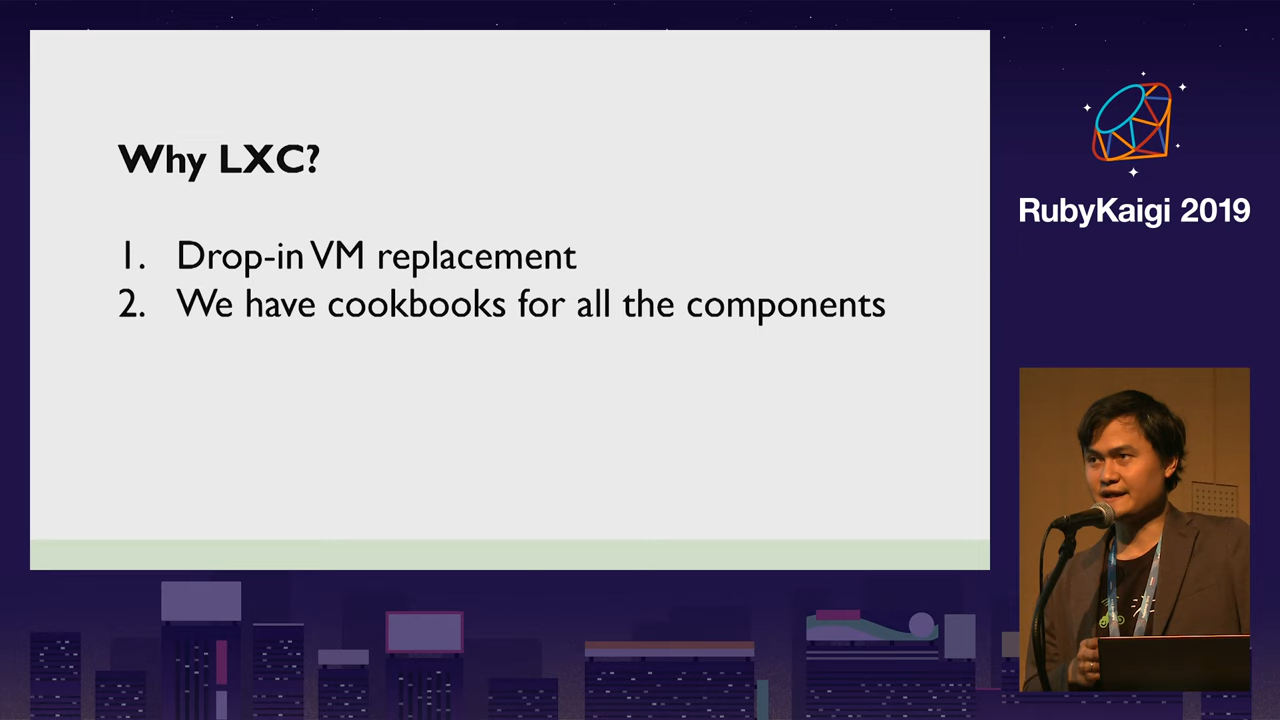 Why LXC?
1. Drop-in VM replacement
2. We have cookbooks for all the components
RubyKaigi 2019